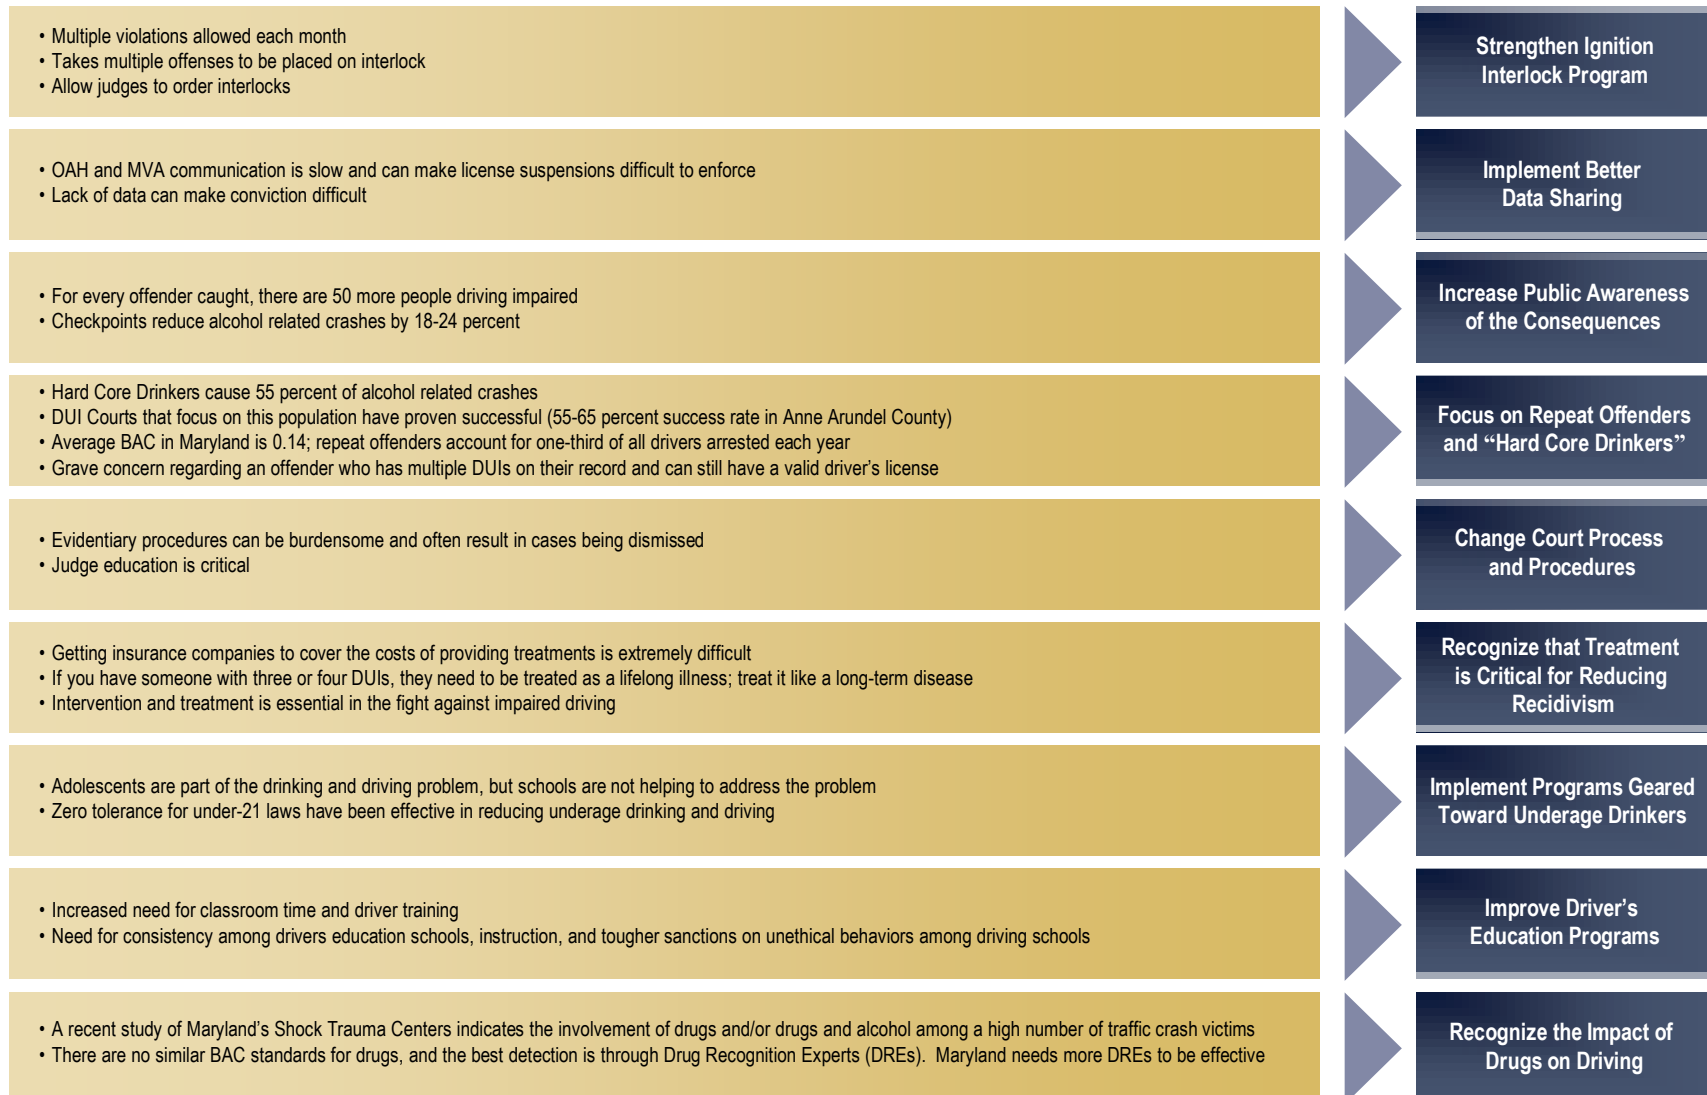 • Multiple violations allowed each month
• Takes multiple offenses to be placed on interlock
• Allow judges to order interlocks
Strengthen Ignition
Interlock Program
• OAH and MVA communication is slow and can make license suspensions difficult to enforce
• Lack of data can make conviction difficult
Implement Better
Data Sharing
• For every offender caught, there are 50 more people driving impaired
• Checkpoints reduce alcohol related crashes by 18-24 percent
Increase Public Awareness
of the Consequences
• Hard Core Drinkers cause 55 percent of alcohol related crashes
• DUI Courts that focus on this population have proven successful (55-65 percent success rate in Anne Arundel County)
• Average BAC in Maryland is 0.14; repeat offenders account for one-third of all drivers arrested each year
• Grave concern regarding an offender who has multiple DUIs on their record and can still have a valid driver's license
Focus on Repeat Offenders
and “Hard Core Drinkers”
• Evidentiary procedures can be burdensome and often result in cases being dismissed
• Judge education is critical
Change Court Process
and Procedures
• Getting insurance companies to cover the costs of providing treatments is extremely difficult
• If you have someone with three or four DUIs, they need to be treated as a lifelong illness; treat it like a long-term disease
• Intervention and treatment is essential in the fight against impaired driving
Recognize that Treatment
is Critical for Reducing
Recidivism
• Adolescents are part of the drinking and driving problem, but schools are not helping to address the problem
• Zero tolerance for under-21 laws have been effective in reducing underage drinking and driving
Implement Programs Geared
Toward Underage Drinkers
• Increased need for classroom time and driver training
• Need for consistency among drivers education schools, instruction, and tougher sanctions on unethical behaviors among driving schools
Improve Driver's
Education Programs
• A recent study of Maryland's Shock Trauma Centers indicates the involvement of drugs and/or drugs and alcohol among a high number of traffic crash victims
• There are no similar BAC standards for drugs, and the best detection is through Drug Recognition Experts (DREs). Maryland needs more DREs to be effective
Recognize the Impact of
Drugs on Driving